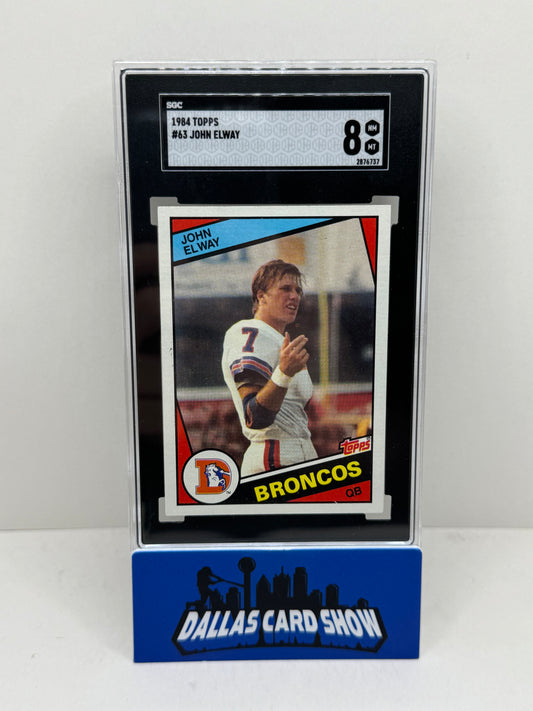 SGC
1984 TOPPS
#63 JOHN ELWAY
8
NM
MT
2876737
JOHN
ELWAY
7
TOPPS
D
BRONCOS
QB
DALLAS CARD SHOW